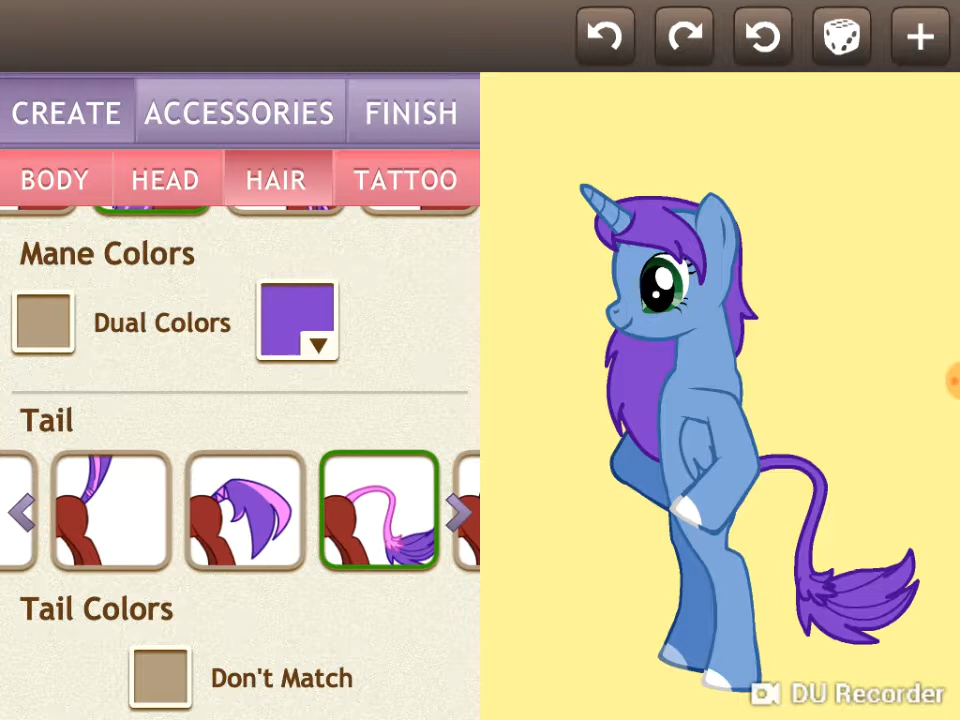 CREATE ACCESSORIES FINISH
BODY HEAD HAIR TATTOO
Mane Colors
Dual Colors
Tail
Tail Colors
Don't Match
DU Recorder